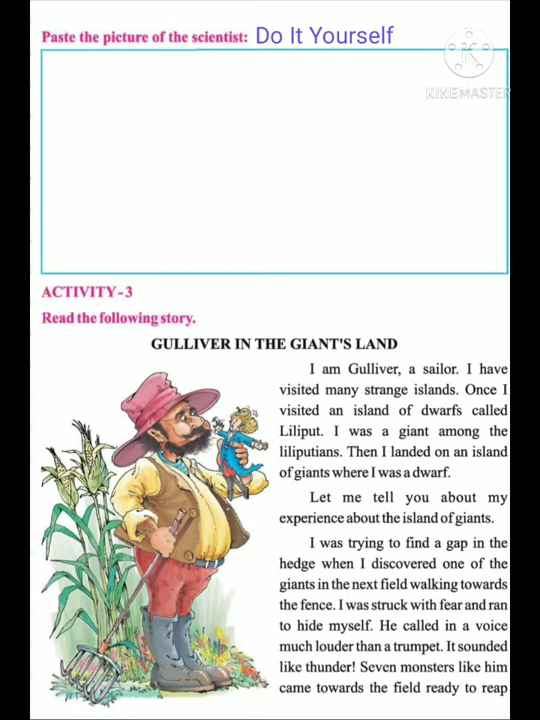 Paste the picture of the scientist: Do It Yourself
KINEMASTER
ACTIVITY-3
Read the following story.
GULLIVER IN THE GIANT'S LAND
I am Gulliver, a sailor. I have
visited many strange islands. Once I
visited an island of dwarfs called
Liliput. I was a giant among the
liliputians. Then I landed on an island
of giants where I was a dwarf.
Let me tell you about my
experience about the island of giants.
I was trying to find a gap in the
hedge when I discovered one of the
giants in the next field walking towards
the fence. I was struck with fear and ran
to hide myself. He called in a voice
much louder than a trumpet. It sounded
like thunder! Seven monsters like him
came towards the field ready to reap